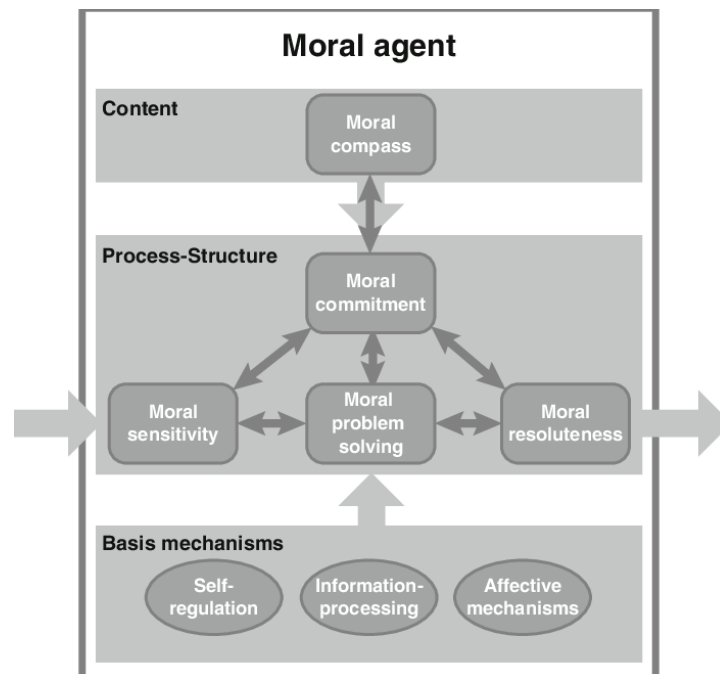 Moral agent
Content
Moral
compass
Process-Structure
Moral
commitment
Moral
sensitivity
Moral
problem
solving
Moral
resoluteness
Basis mechanisms
Self-
regulation
Information-
processing
Affective
mechanisms